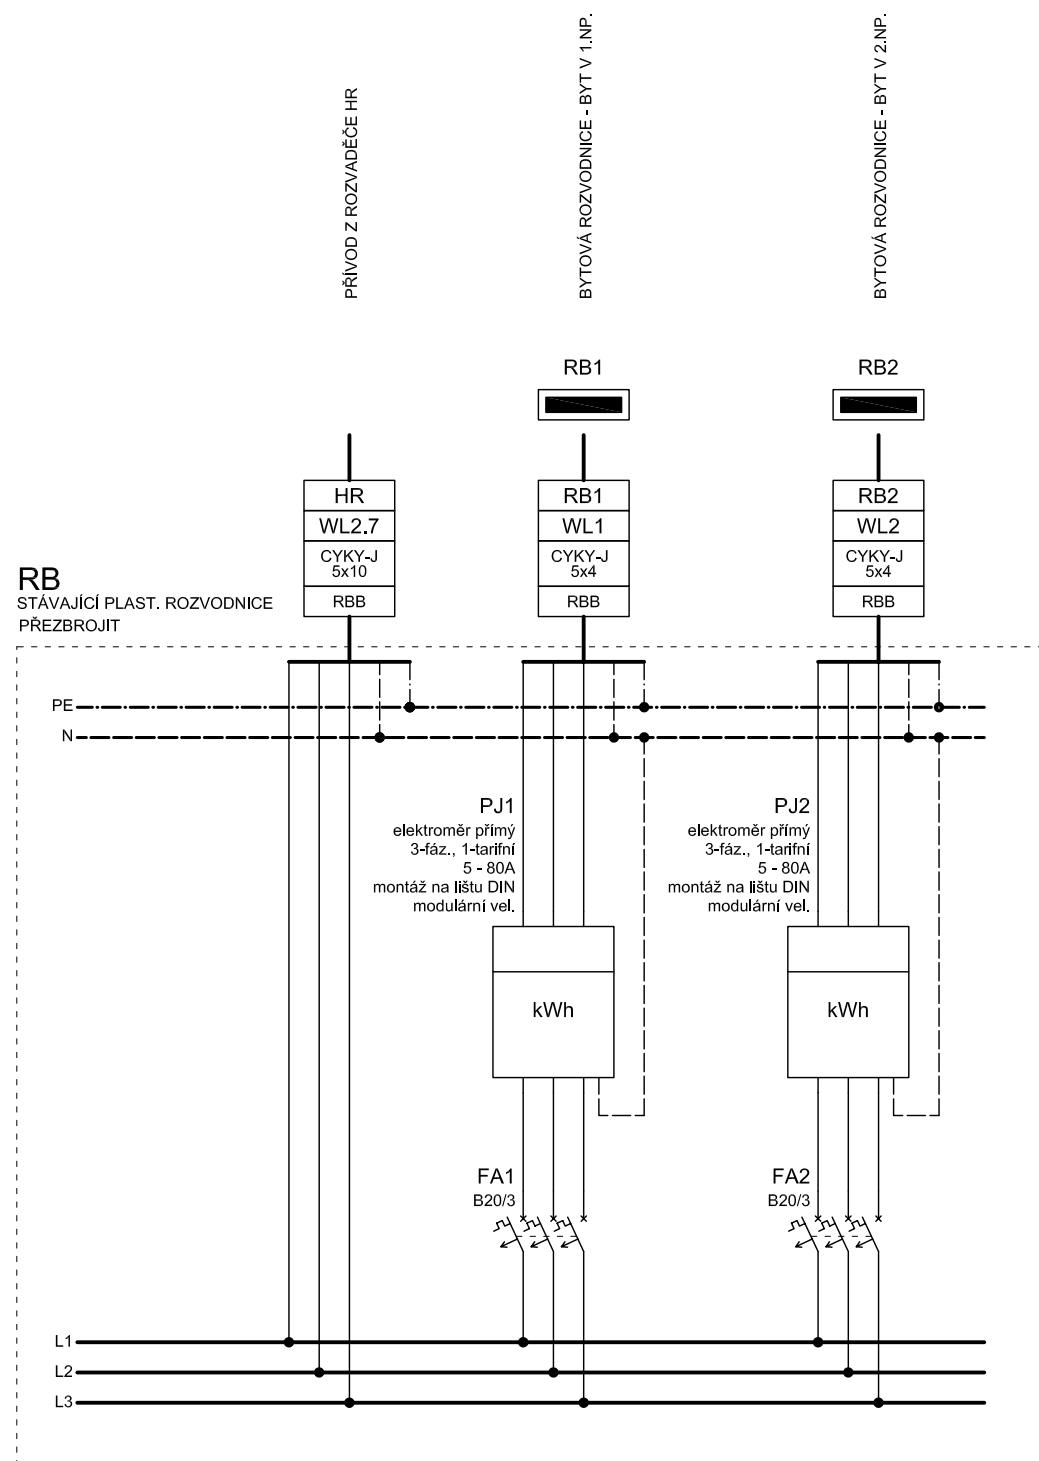 PŘÍVOD Z ROZVADĚČE HR
BYTOVÁ ROZVODNICE - BYT V 1.NP.
BYTOVÁ ROZVODNICE - BYT V 2.NP.
RB1
RB2
HR
WL2.7
CYKY-J
5x10
RBB
RB1
WL1
CYKY-J
5x4
RBB
RB2
WL2
CYKY-J
5x4
RBB
RB
STÁVAJÍCÍ PLAST. ROZVODNICE
PŘEZBROJIT
PE
N
PJ1
elektroměr přímý
3-fáz., 1-tarifní
5 - 80A
montáž na lištu DIN
modulární vel.
PJ2
elektroměr přímý
3-fáz., 1-tarifní
5 - 80A
montáž na lištu DIN
modulární vel.
kWh
kWh
FA1
B20/3
FA2
B20/3
L1
L2
L3